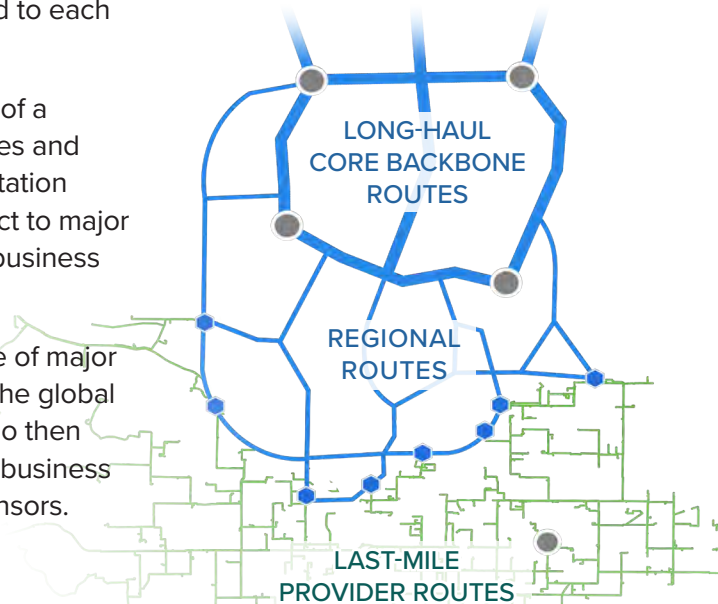 d to each
of a
es and
tation
ct to major
business
e of major
he global
o then
business
nsors.
LONG-HAUL
CORE BACKBONE
ROUTES
REGIONAL
ROUTES
LAST-MILE
PROVIDER ROUTES